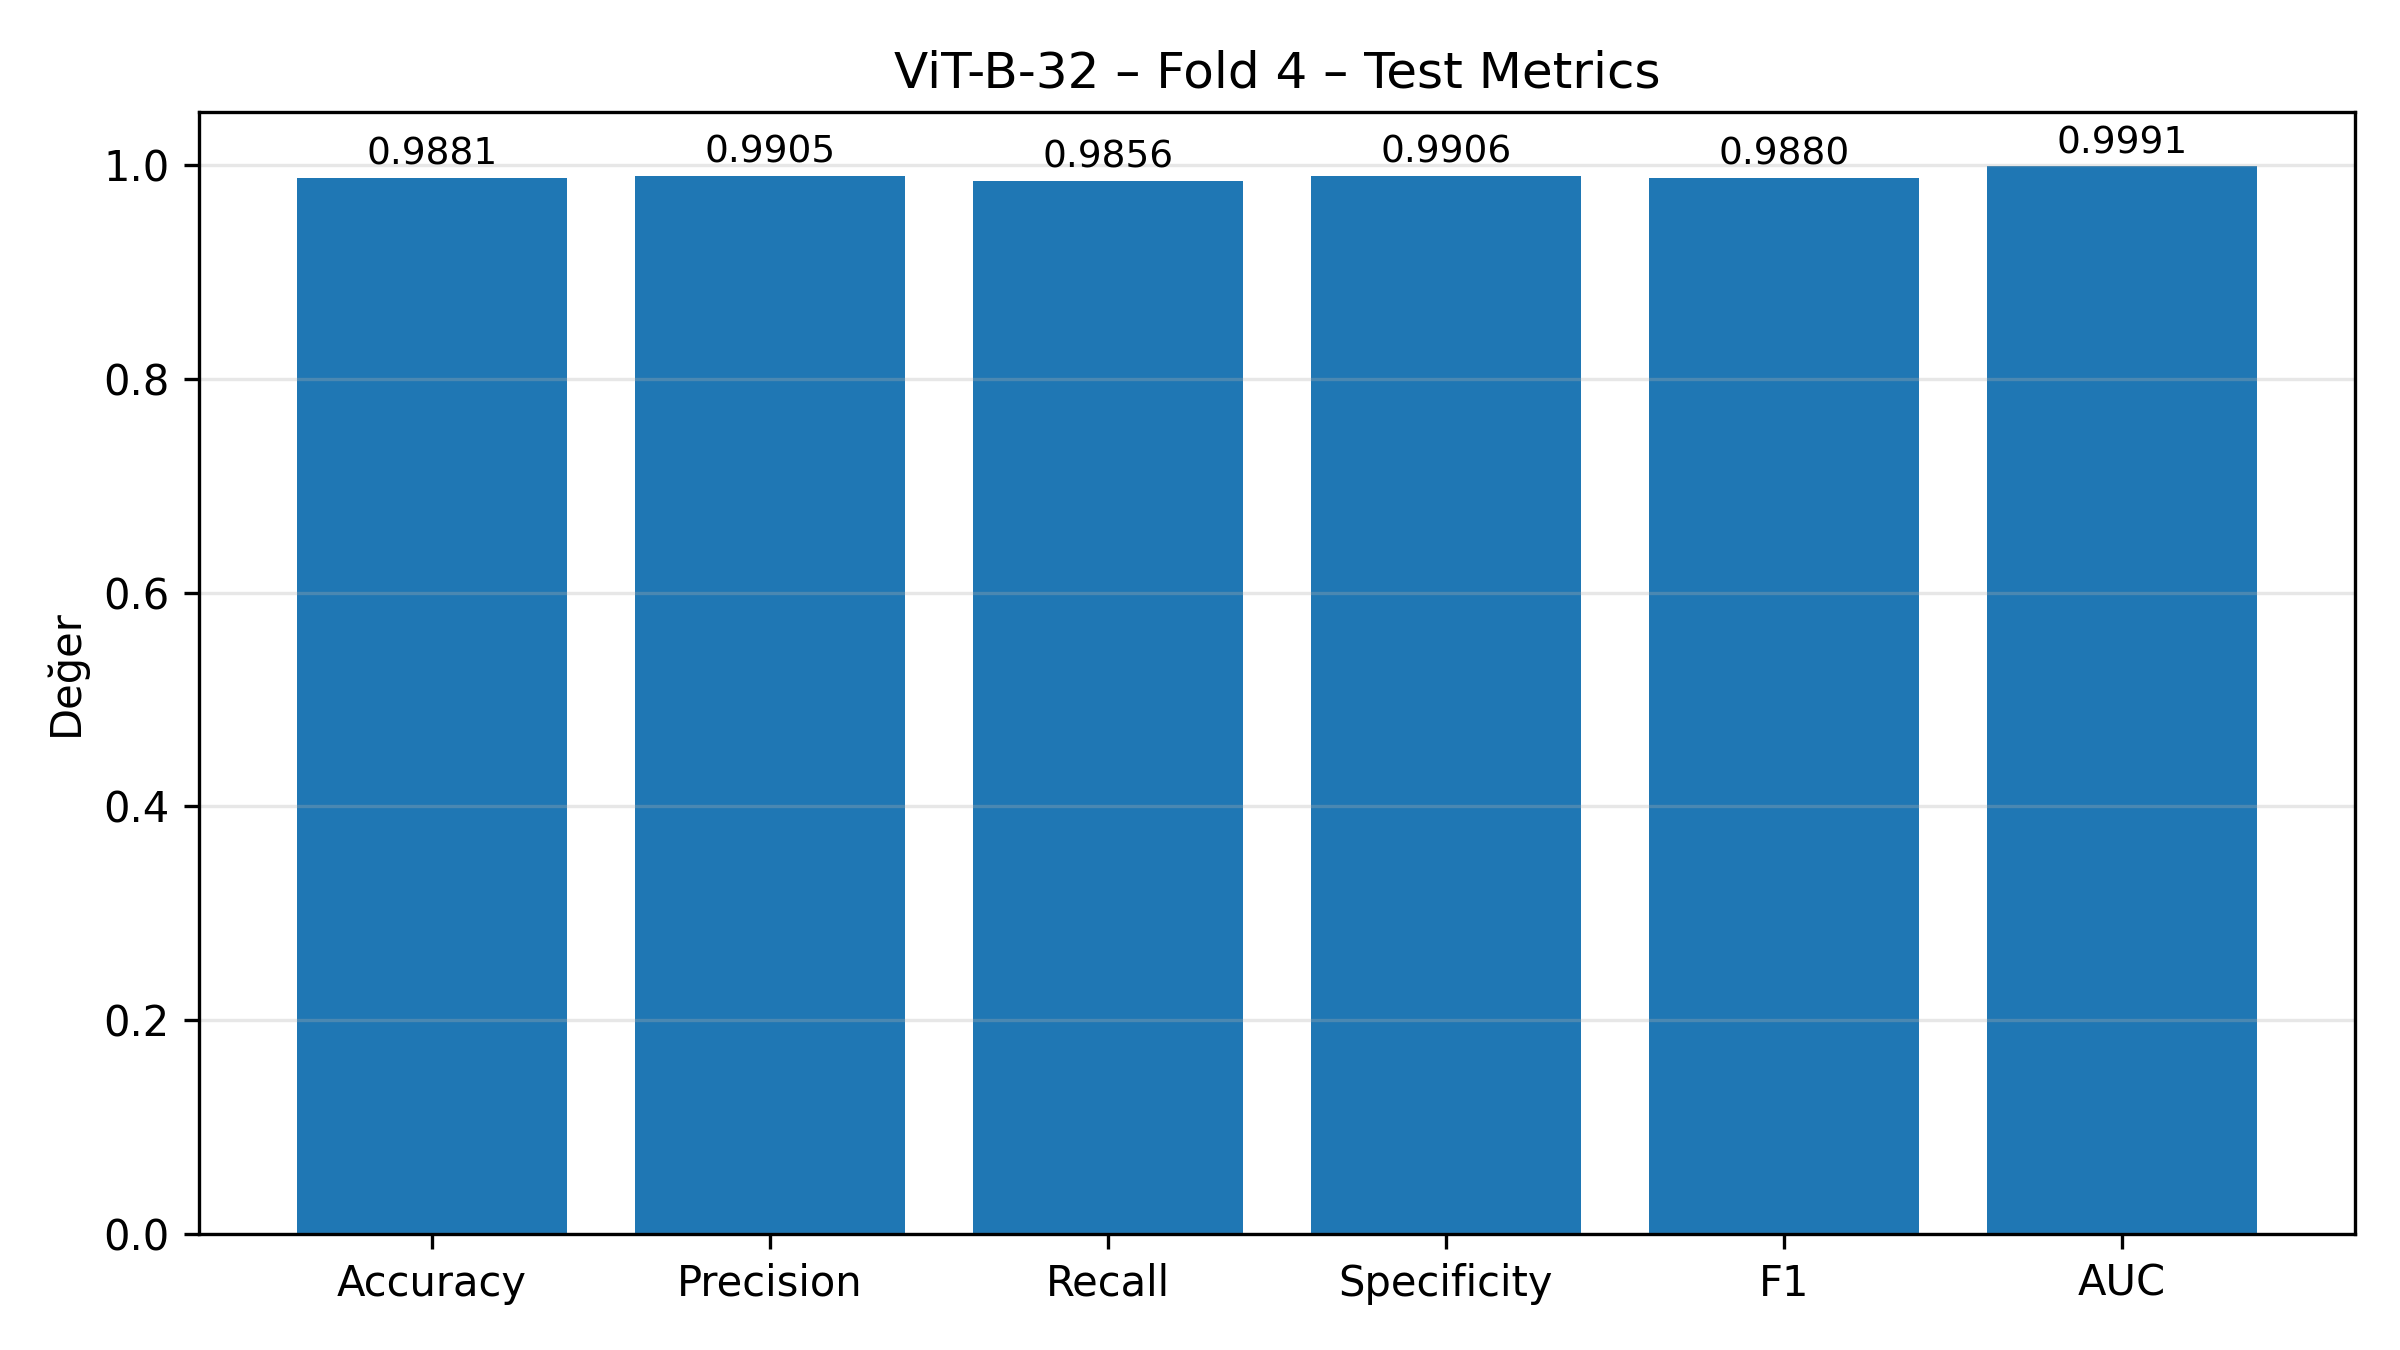 ViT-B-32 – Fold 4 – Test Metrics
0.9881 0.9905 0.9856 0.9906 0.9880 0.9991
1.0
0.8
0.6
0.4
0.2
0.0
Değer
Accuracy Precision Recall Specificity F1 AUC